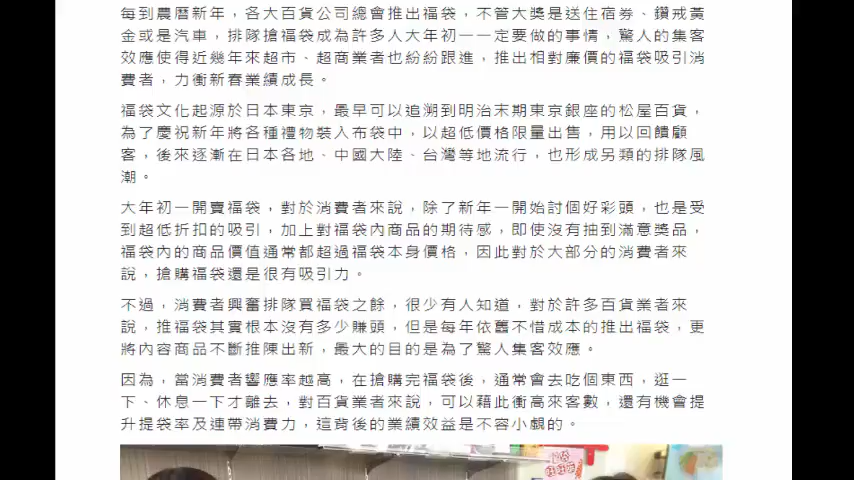 每到農曆新年，各大百貨公司總會推出福袋，不管大獎是送住宿券、鑽戒黃
金或是汽車，排隊搶福袋成為許多人大年初一一定要做的事情，驚人的集客
效應使得近幾年來超市、超商業者也紛紛跟進，推出相對廉價的福袋吸引消
費者，力衝新春業績成長。
福袋文化起源於日本東京，最早可以追溯到明治末期東京銀座的松屋百貨，
為了慶祝新年將各種禮物裝入布袋中，以超低價格限量出售，用以回饋顧
客，後來逐漸在日本各地、中國大陸、台灣等地流行，也形成另類的排隊風
潮。
大年初一開賣福袋，對於消費者來說，除了新年一開始討個好彩頭，也是受
到超低折扣的吸引，加上對福袋內商品的期待感，即使沒有抽到滿意獎品，
福袋內的商品價值通常都超過福袋本身價格，因此對於大部分的消費者來
說，搶購福袋還是很有吸引力。
不過，消費者興奮排隊買福袋之餘，很少有人知道，對於許多百貨業者來
說，推福袋其實根本沒有多少賺頭，但是每年依舊不惜成本的推出福袋，更
將內容商品不斷推陳出新，最大的目的是為了驚人集客效應。
因為，當消費者響應率越高，在搶購完福袋後，通常會去吃個東西，逛一
下、休息一下才離去，對百貨業者來說，可以藉此衝高來客數，還有機會提
升提袋率及連帶消費力，這背後的業績效益是不容小覷的。